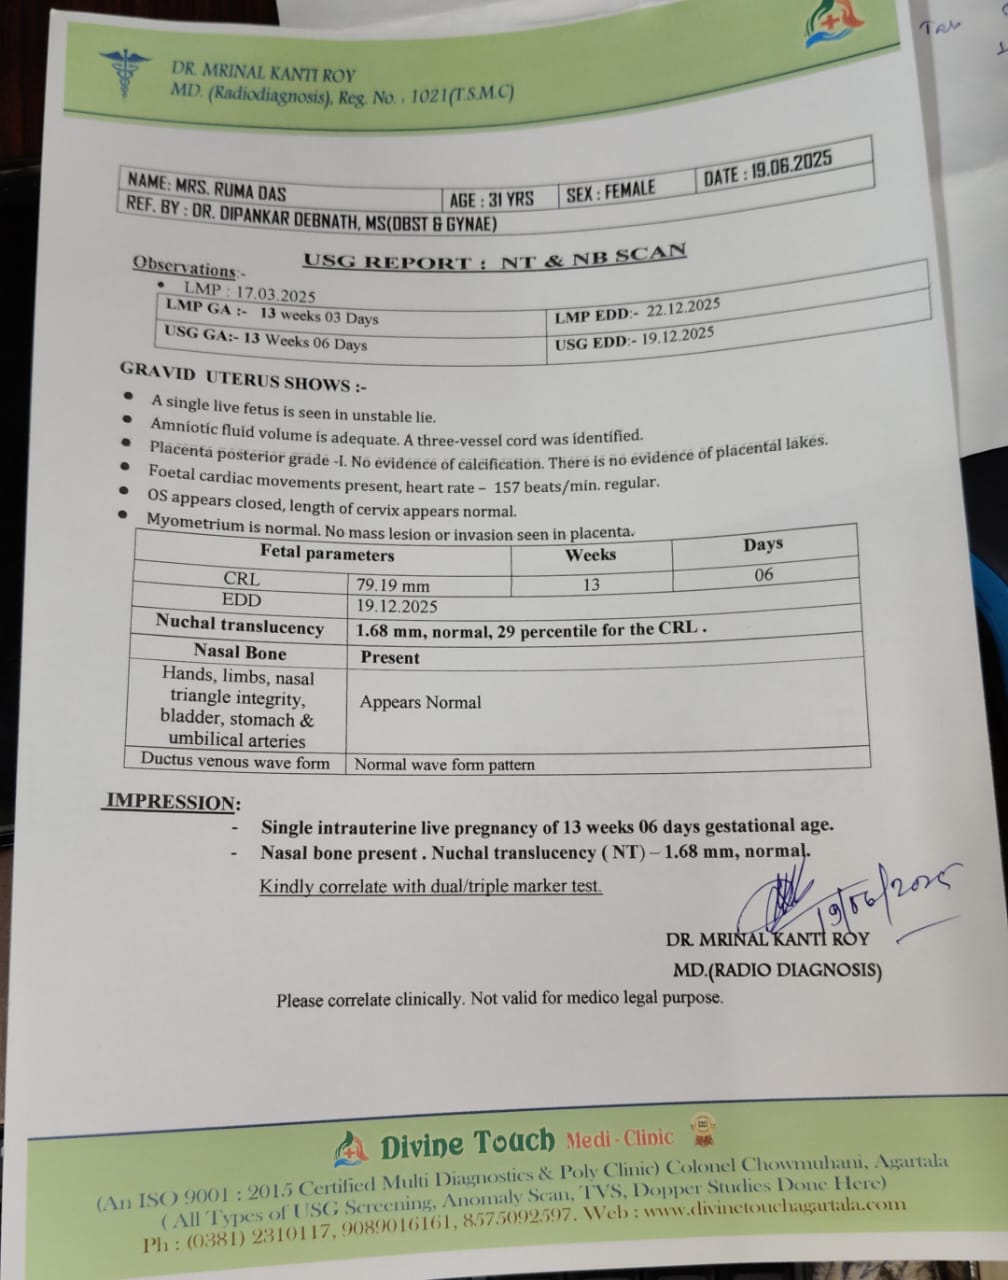 DR. MRINAL KANTI ROY
MD. (Radiodiagnosis), Reg. No. : 1021(T.S.M.C)
NAME: MRS. RUMA DAS AGE : 31 YRS SEX : FEMALE DATE : 19.06.2025
REF. BY : DR. DIPANKAR DEBNATH, MS(OBST & GYNAE)
USG REPORT : NT & NB SCAN
Observations:-
• LMP : 17.03.2025
LMP GA :- 13 weeks 03 Days LMP EDD:- 22.12.2025
USG GA:- 13 Weeks 06 Days USG EDD:- 19.12.2025
GRAVID UTERUS SHOWS :-
• A single live fetus is seen in unstable lie.
• Amniotic fluid volume is adequate. A three-vessel cord was identified.
• Placenta posterior grade -I. No evidence of calcification. There is no evidence of placental lakes.
• Foetal cardiac movements present, heart rate – 157 beats/min. regular.
• OS appears closed, length of cervix appears normal.
• Myometrium is normal. No mass lesion or invasion seen in placenta.
Fetal parameters Weeks Days
CRL 79.19 mm 13 06
EDD 19.12.2025
Nuchal translucency 1.68 mm, normal, 29 percentile for the CRL .
Nasal Bone Present
Hands, limbs, nasal
triangle integrity,
bladder, stomach &
umbilical arteries
Appears Normal
Ductus venous wave form Normal wave form pattern
IMPRESSION:
- Single intrauterine live pregnancy of 13 weeks 06 days gestational age.
- Nasal bone present . Nuchal translucency ( NT) – 1.68 mm, normal.
Kindly correlate with dual/triple marker test.
19/06/2025
DR. MRINAL KANTI ROY
MD.(RADIO DIAGNOSIS)
Please correlate clinically. Not valid for medico legal purpose.
Divine Touch Medi - Clinic
(An ISO 9001 : 2015 Certified Multi Diagnostics & Poly Clinic) Colonel Chowmuhani, Agartala
( All Types of USG Screening, Anomaly Scan, TVS, Dopper Studies Done Here)
Ph : (0381) 2310117, 9089016161, 8575092597. Web : www.divinetouchagartala.com